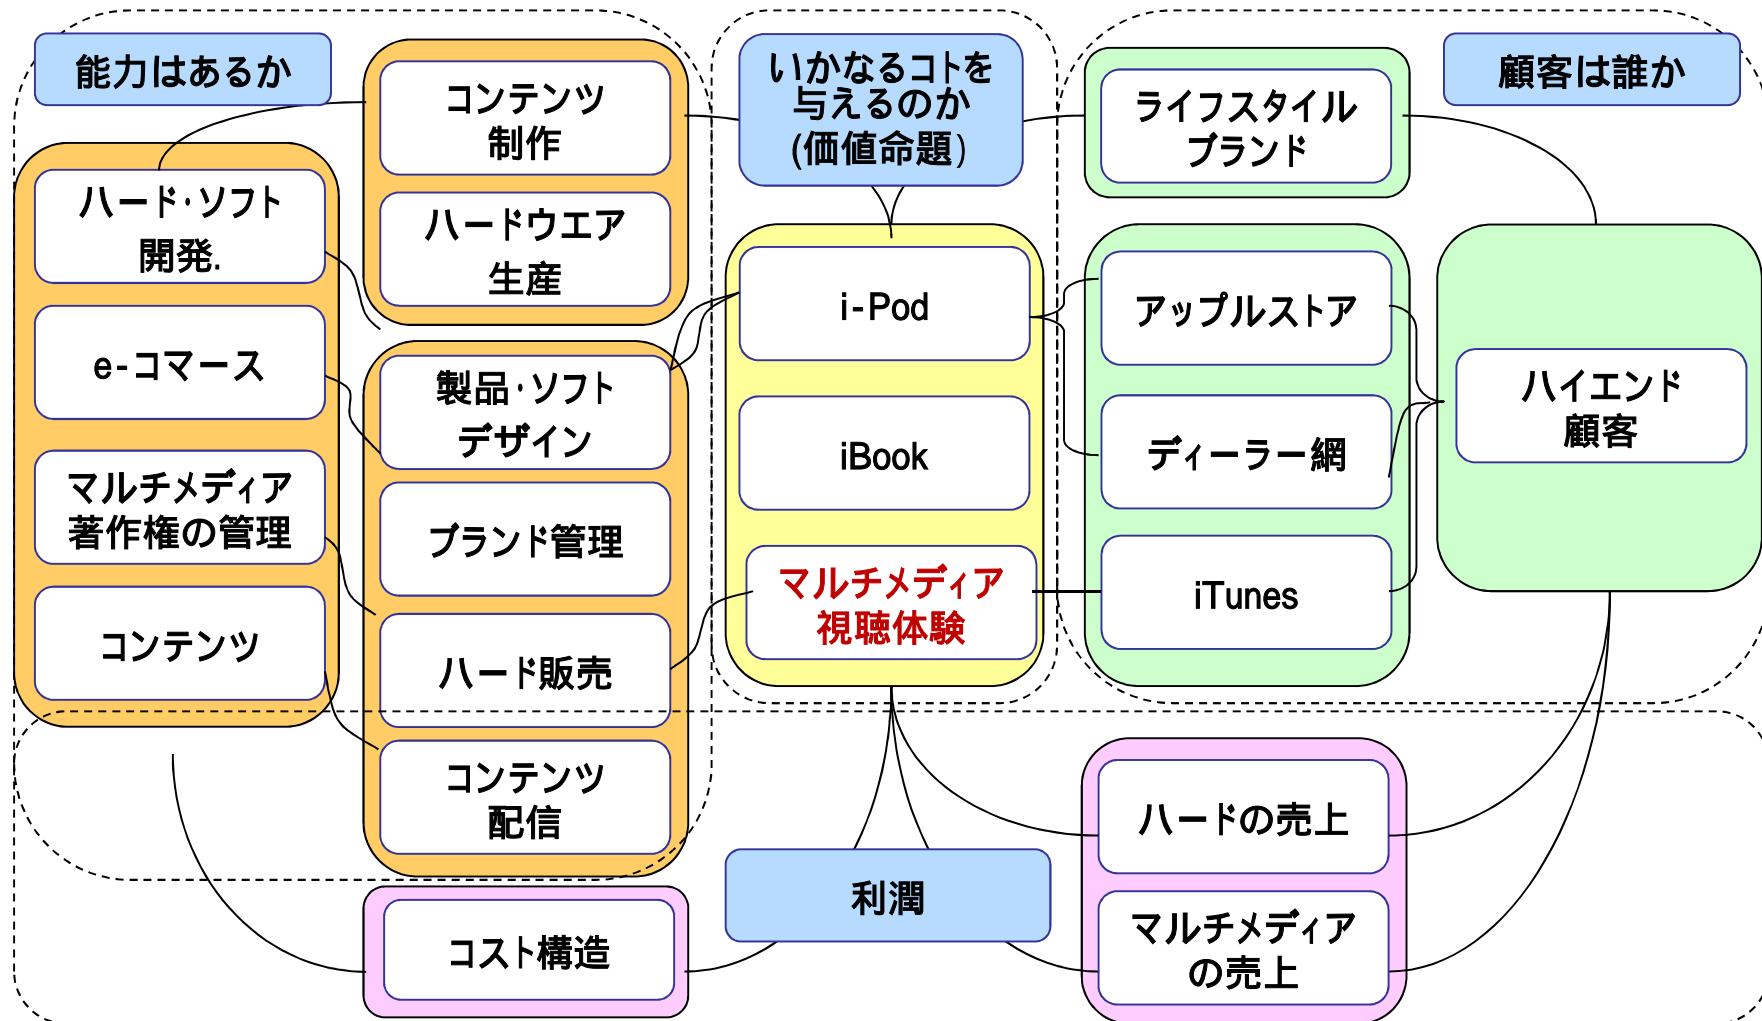 能力はあるか
コンテンツ
制作
いかなるコトを
与えるのか
(価値命題)
ライフスタイル
ブランド
顧客は誰か
ハード・ソフト
開発.
ハードウエア
生産
e-コマース
マルチメディア
著作権の管理
コンテンツ
製品・ソフト
デザイン
ブランド管理
ハード販売
コンテンツ
配信
i-Pod
iBook
マルチメディア
視聴体験
アップルストア
ディーラー網
iTunes
ハイエンド
顧客
コスト構造
利潤
ハードの売上
マルチメディア
の売上